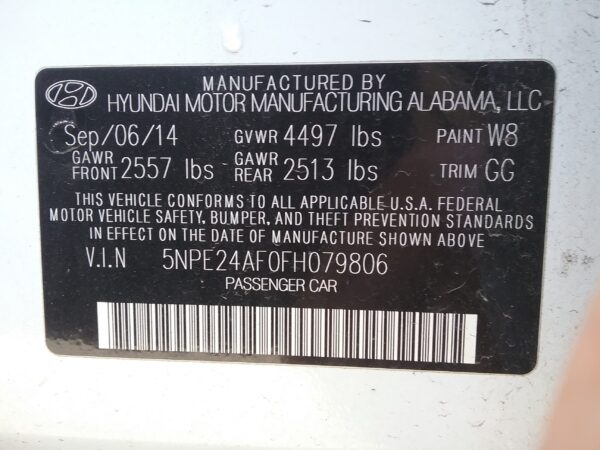 MANUFACTURED BY
HYUNDAI MOTOR MANUFACTURING ALABAMA, LLC
Sep/06/14 GVWR 4497 lbs PAINT W8
GAWR FRONT 2557 lbs GAWR REAR 2513 lbs TRIM GG
THIS VEHICLE CONFORMS TO ALL APPLICABLE U.S.A. FEDERAL
MOTOR VEHICLE SAFETY, BUMPER, AND THEFT PREVENTION STANDARDS
IN EFFECT ON THE DATE OF MANUFACTURE SHOWN ABOVE
V.I.N 5NPE24AF0FH079806
PASSENGER CAR